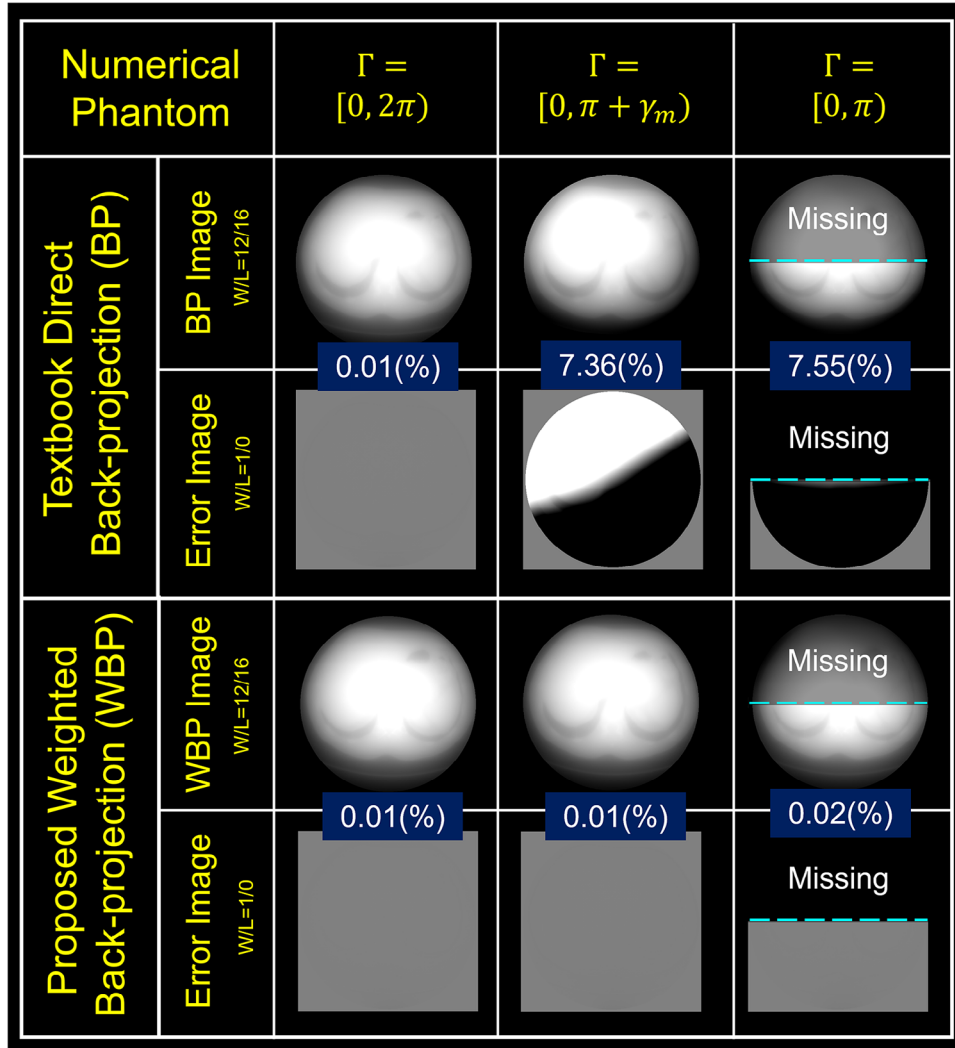 Numerical
Phantom
Γ =
[0, 2π)
Γ =
[0, π + γₘ)
Γ =
[0, π)
Textbook Direct
Back-projection (BP)
BP Image
W/L=12/16
Missing
0.01(%)
7.36(%)
7.55(%)
Error Image
W/L=1/0
Missing
Proposed Weighted
Back-projection (WBP)
WBP Image
W/L=12/16
Missing
0.01(%)
0.01(%)
0.02(%)
Error Image
W/L=1/0
Missing